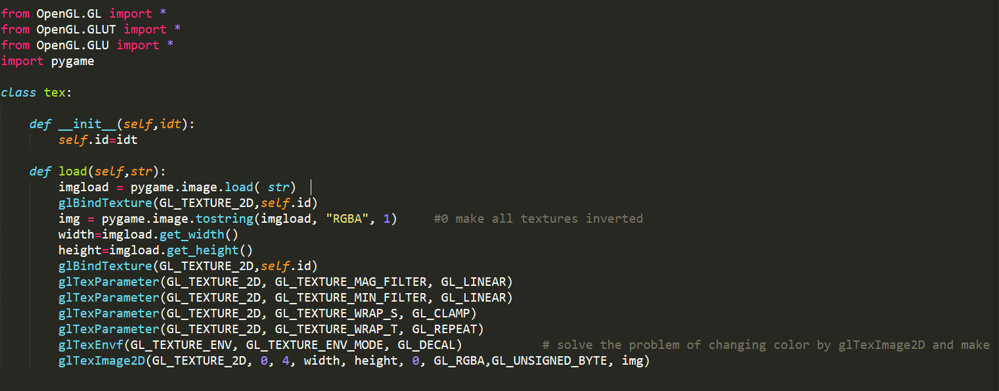 from OpenGL.GL import *
from OpenGL.GLUT import *
from OpenGL.GLU import *
import pygame
class tex:
def __init__(self,idt):
self.id=idt
def load(self,str):
imgload = pygame.image.load( str)
glBindTexture(GL_TEXTURE_2D,self.id)
img = pygame.image.tostring(imgload, "RGBA", 1)     #0 make all textures inverted
width=imgload.get_width()
height=imgload.get_height()
glBindTexture(GL_TEXTURE_2D,self.id)
glTexParameter(GL_TEXTURE_2D, GL_TEXTURE_MAG_FILTER, GL_LINEAR)
glTexParameter(GL_TEXTURE_2D, GL_TEXTURE_MIN_FILTER, GL_LINEAR)
glTexParameter(GL_TEXTURE_2D, GL_TEXTURE_WRAP_S, GL_CLAMP)
glTexParameter(GL_TEXTURE_2D, GL_TEXTURE_WRAP_T, GL_REPEAT)
glTexEnvf(GL_TEXTURE_ENV, GL_TEXTURE_ENV_MODE, GL_DECAL)           # solve the problem of changing color by glTexImage2D and make
glTexImage2D(GL_TEXTURE_2D, 0, 4, width, height, 0, GL_RGBA,GL_UNSIGNED_BYTE, img)